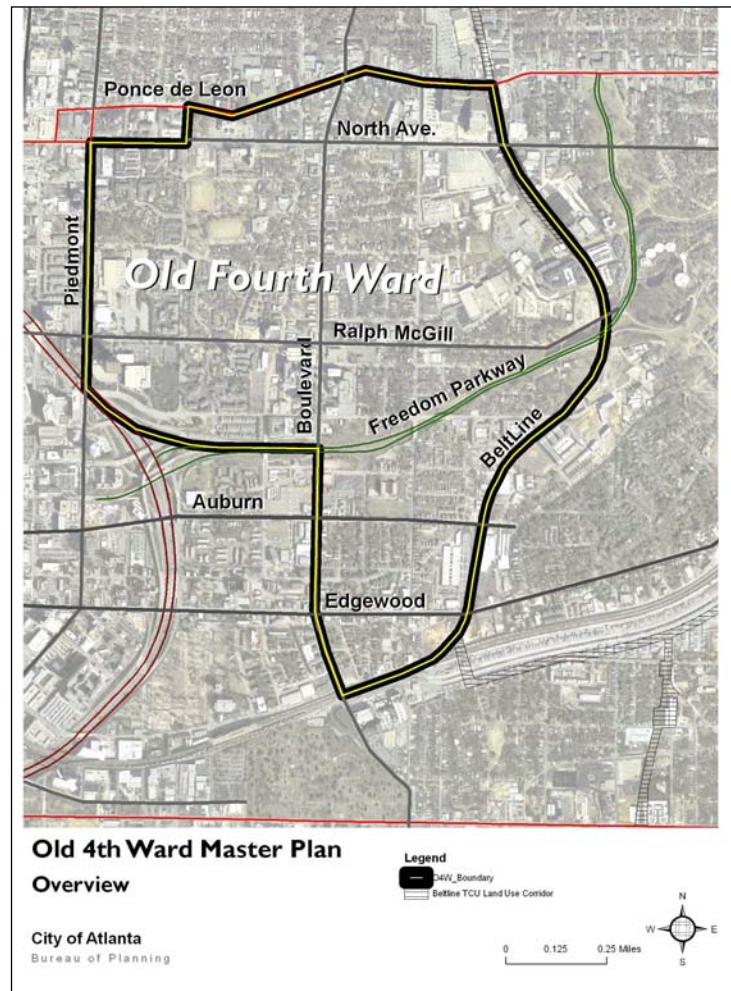 Ponce de Leon
North Ave.
Piedmont
Old Fourth Ward
Ralph McGill
Boulevard
Freedom Parkway
BeltLine
Auburn
Edgewood
Old 4th Ward Master Plan
Overview
City of Atlanta
Bureau of Planning
Legend
O4W_Boundary
Beltline TCU Land Use Corridor
0 0.125 0.25 Miles
N
W E
S